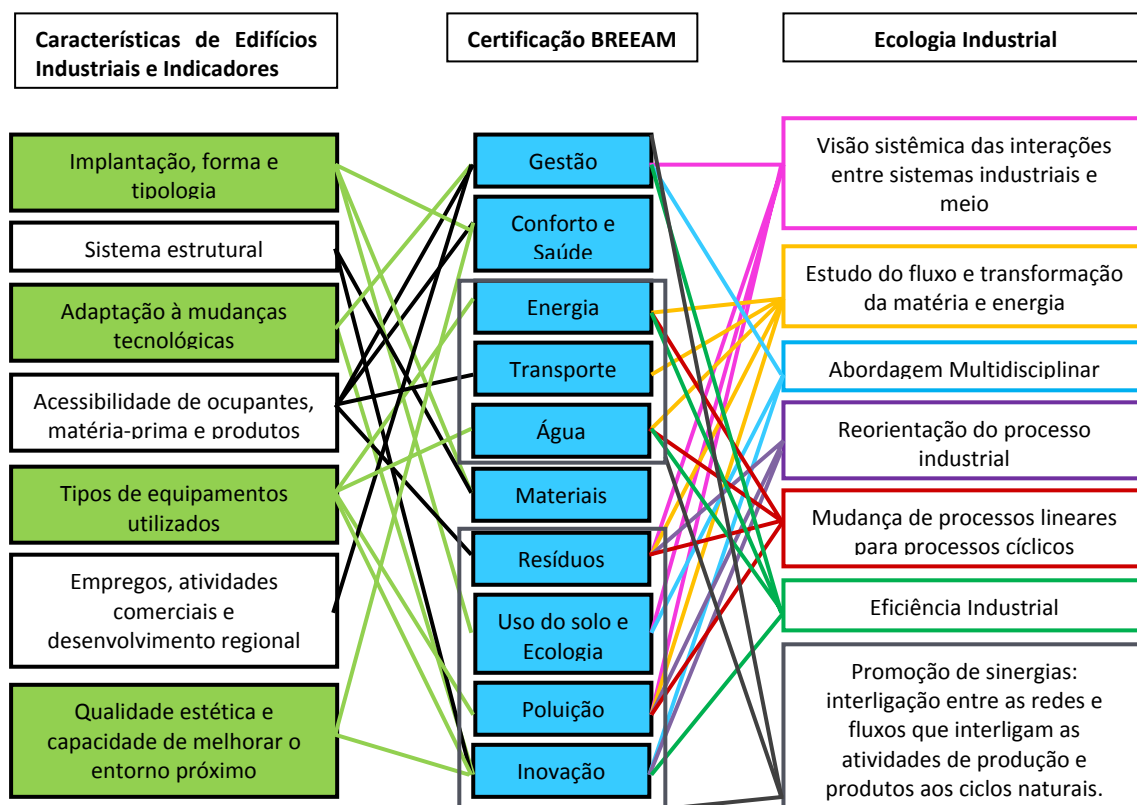 Características de Edifícios
Industriais e Indicadores
Implantação, forma e
tipologia
Sistema estrutural
Adaptação à mudanças
tecnológicas
Acessibilidade de ocupantes,
matéria-prima e produtos
Tipos de equipamentos
utilizados
Empregos, atividades
comerciais e
desenvolvimento regional
Qualidade estética e
capacidade de melhorar o
entorno próximo
Certificação BREEAM
Gestão
Conforto e
Saúde
Energia
Transporte
Água
Materiais
Resíduos
Uso do solo e
Ecologia
Poluição
Inovação
Ecologia Industrial
Visão sistêmica das interações
entre sistemas industriais e
meio
Estudo do fluxo e transformação
da matéria e energia
Abordagem Multidisciplinar
Reorientação do processo
industrial
Mudança de processos lineares
para processos cíclicos
Eficiência Industrial
Promoção de sinergias:
interligação entre as redes e
fluxos que interligam as
atividades de produção e
produtos aos ciclos naturais.